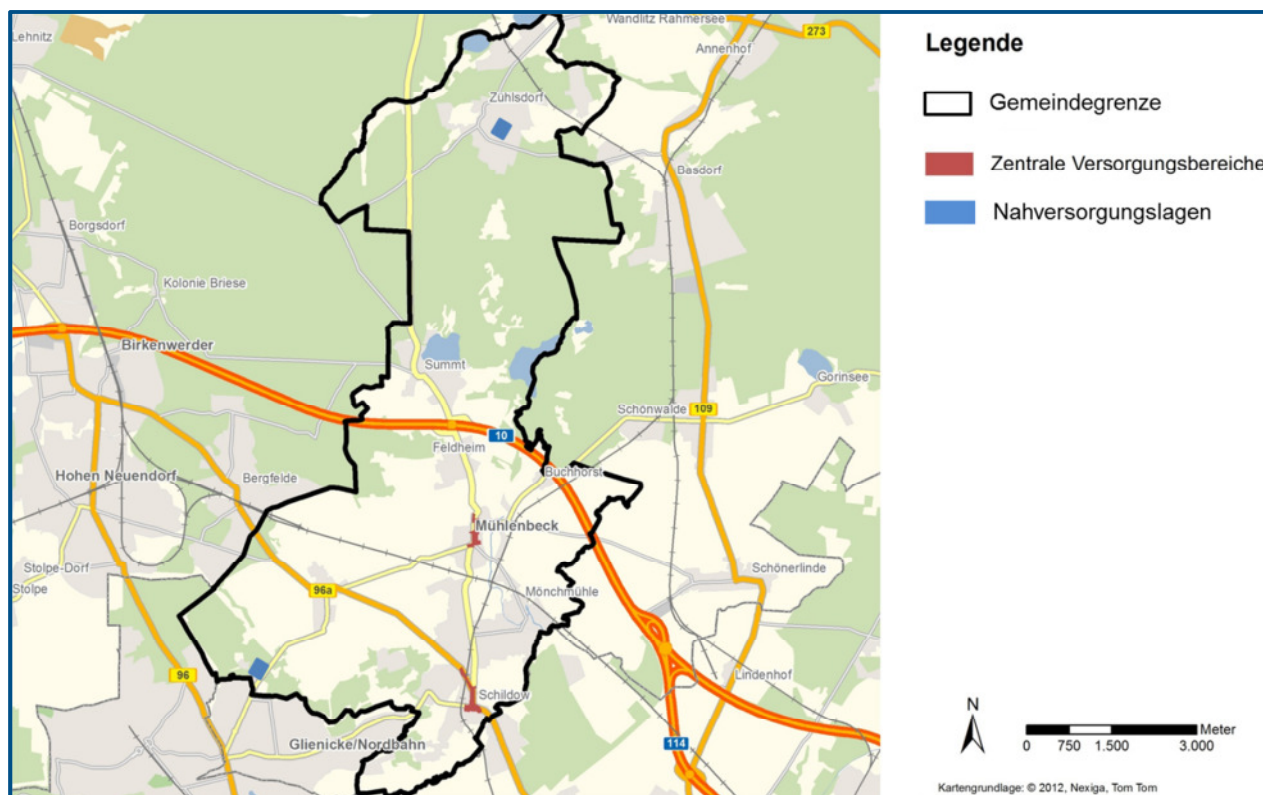 Lehnitz
Wandlitz Rahmersee
273
Annenhof
Zühlsdorf
Basdorf
Borgsdorf
Kolonie Briese
Birkenwerder
Summt
Gorinsee
Schönwalde
109
10
Feldheim
Hohen Neuendorf
Bergfelde
Buchhorst
Mühlenbeck
Stolpe-Dorf
Stolpe
96a
Mönchmühle
Schönerlinde
96
Lindenhof
Schildow
Glienicke/Nordbahn
114
Legende
Gemeindegrenze
Zentrale Versorgungsbereiche
Nahversorgungslagen
N
Meter
0 750 1.500 3.000
Kartengrundlage: © 2012, Nexiga, Tom Tom